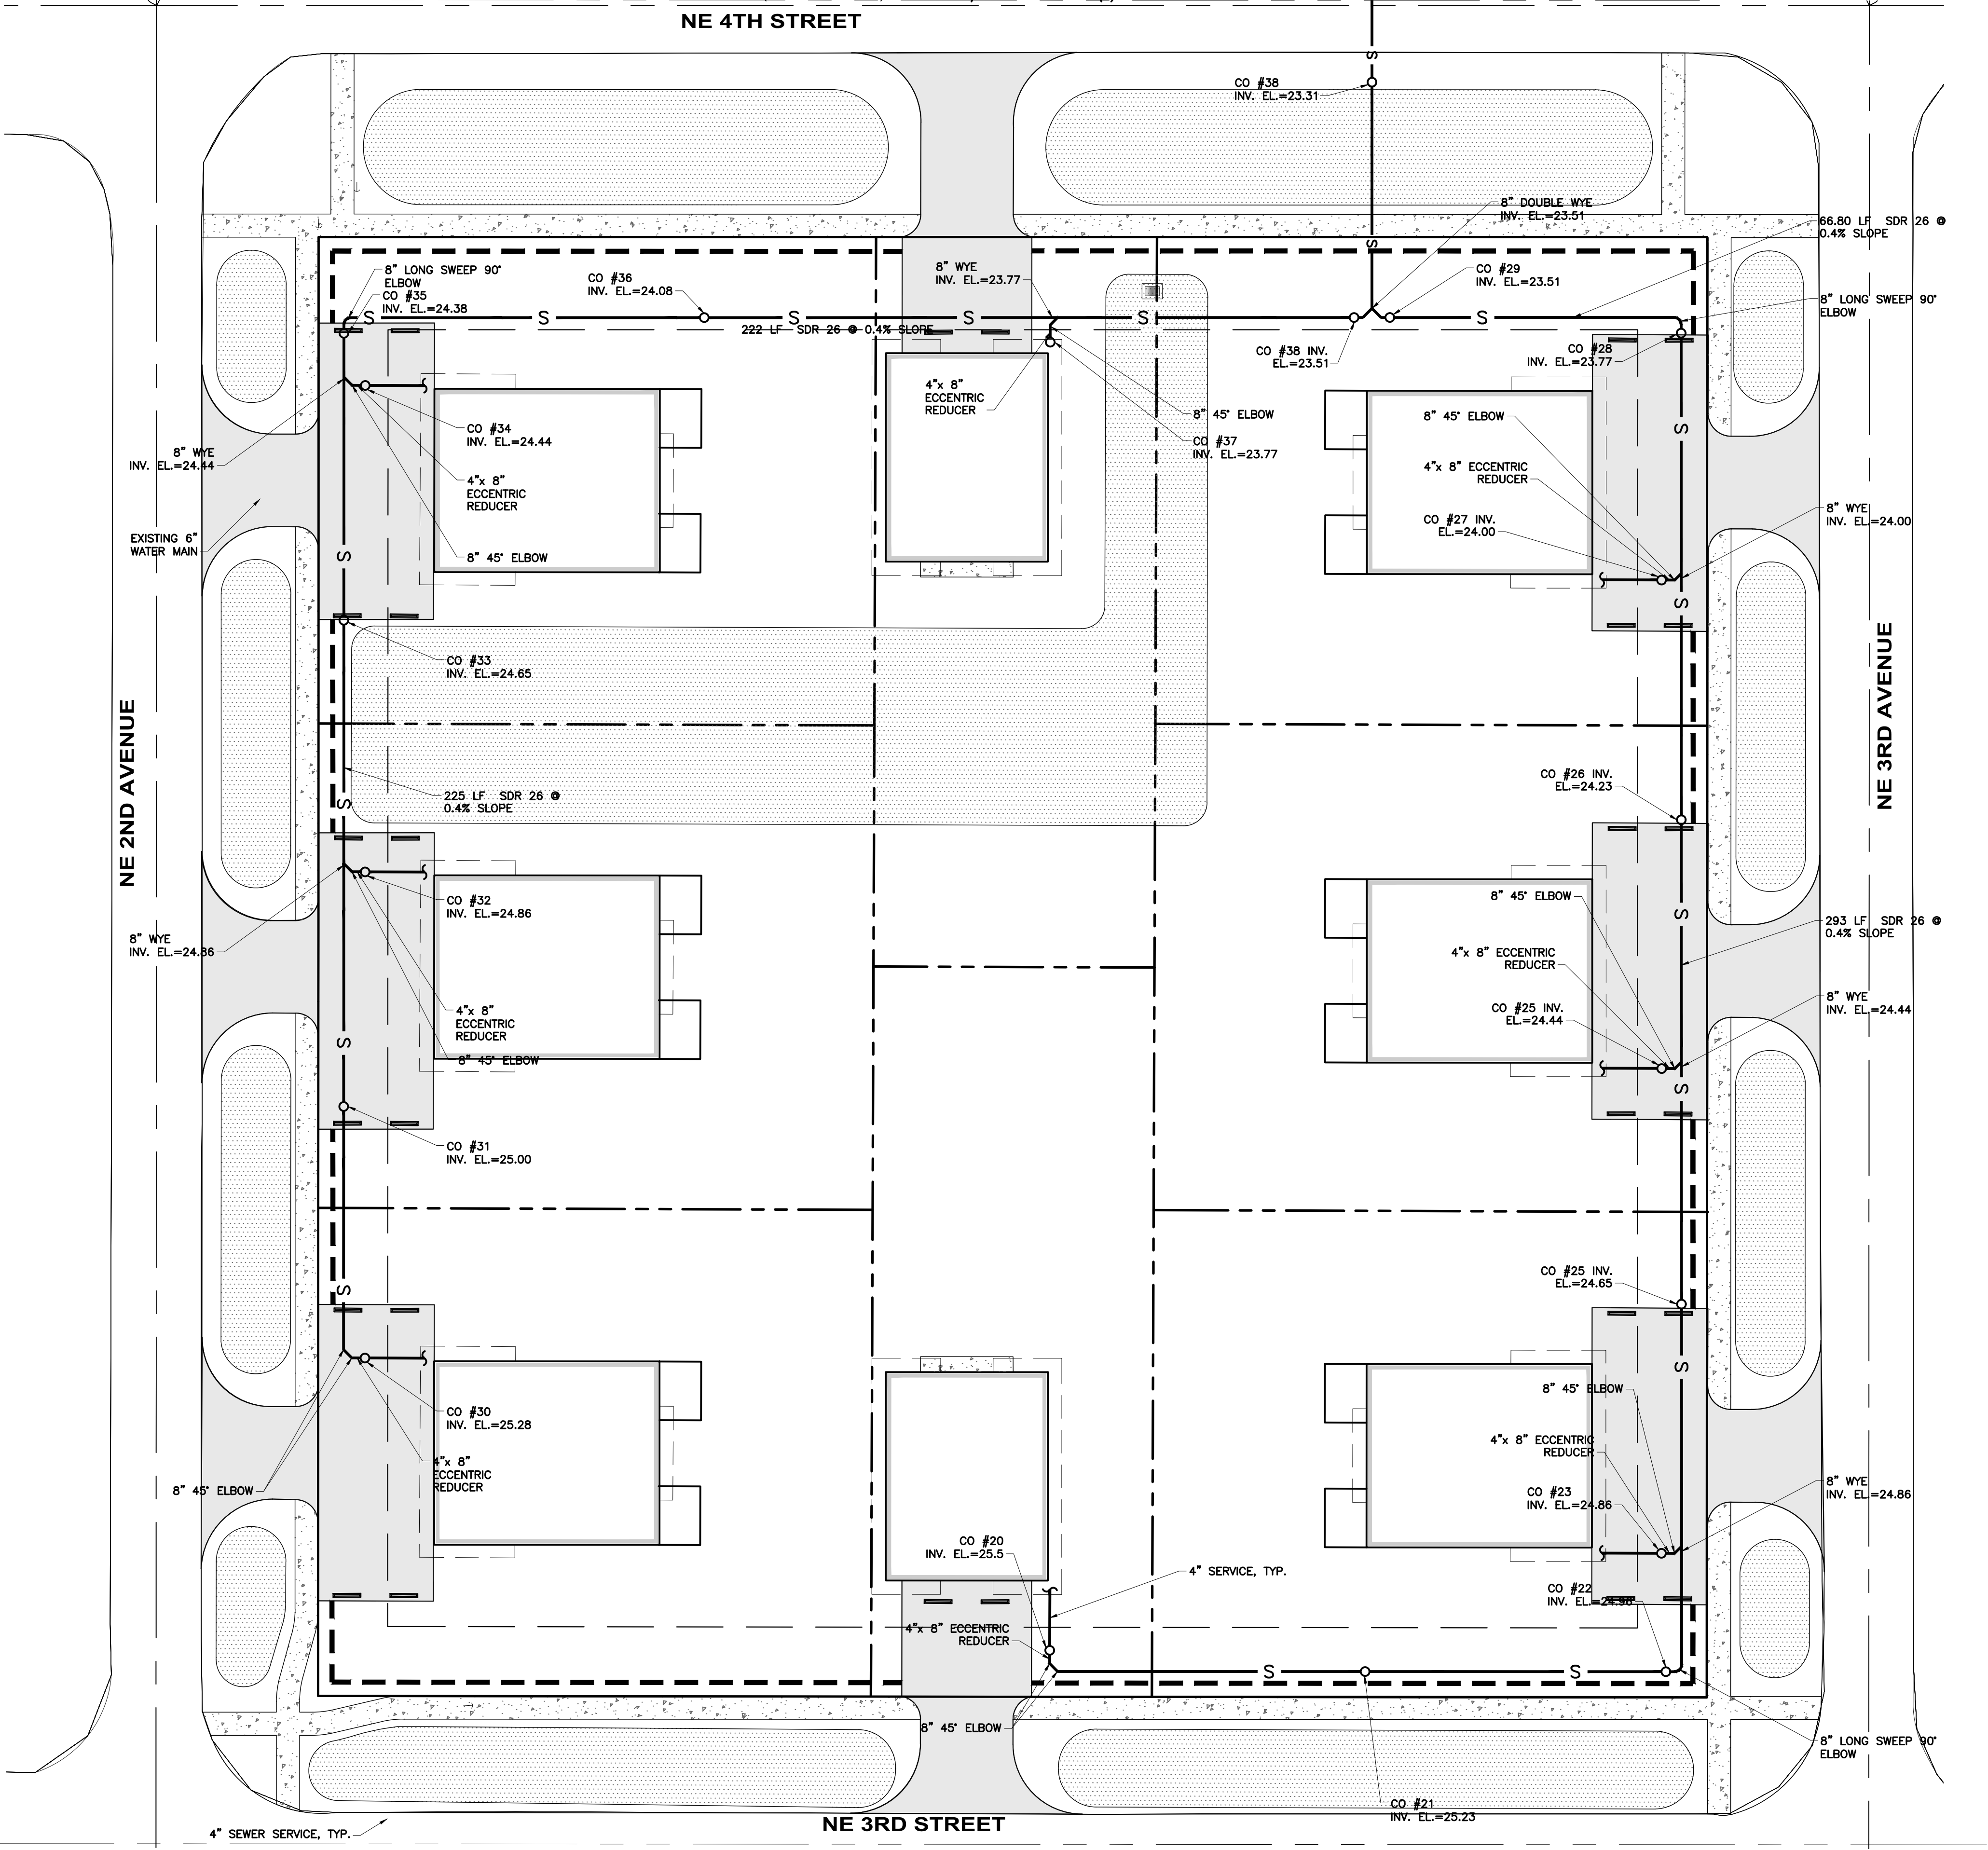 NE 4TH STREET
CO #38
INV. EL.=23.31
8" DOUBLE WYE
INV. EL.=23.51
66.80 LF SDR 26 @
0.4% SLOPE
8" LONG SWEEP 90°
ELBOW
CO #35
INV. EL.=24.38
CO #36
INV. EL.=24.08
8" WYE
INV. EL.=23.77
CO #29
INV. EL.=23.51
8" LONG SWEEP 90°
ELBOW
S
S
S
S
S
S
S
S
222 LF SDR 26 @ 0.4% SLOPE
CO #38 INV.
EL.=23.51
CO #28
INV. EL.=23.77
4"x 8"
ECCENTRIC
REDUCER
8" 45° ELBOW
CO #37
INV. EL.=23.77
8" 45° ELBOW
S
CO #34
INV. EL.=24.44
8" WYE
INV. EL.=24.44
4"x 8"
ECCENTRIC
REDUCER
4"x 8" ECCENTRIC
REDUCER
8" WYE
INV. EL.=24.00
CO #27 INV.
EL.=24.00
EXISTING 6"
WATER MAIN
S
8" 45° ELBOW
S
CO #33
INV. EL.=24.65
NE 2ND AVENUE
NE 3RD AVENUE
CO #26 INV.
EL.=24.23
225 LF SDR 26 @
0.4% SLOPE
S
CO #32
INV. EL.=24.86
8" 45° ELBOW
S
293 LF SDR 26 @
0.4% SLOPE
8" WYE
INV. EL.=24.86
4"x 8" ECCENTRIC
REDUCER
8" WYE
INV. EL.=24.44
4"x 8"
ECCENTRIC
REDUCER
CO #25 INV.
EL.=24.44
S
8" 45° ELBOW
S
CO #31
INV. EL.=25.00
CO #25 INV.
EL.=24.65
S
S
8" 45° ELBOW
CO #30
INV. EL.=25.28
4"x 8"
ECCENTRIC
REDUCER
4"x 8" ECCENTRIC
REDUCER
8" 45° ELBOW
8" WYE
INV. EL.=24.86
CO #23
INV. EL.=24.86
CO #20
INV. EL.=25.5
4" SERVICE, TYP.
CO #22
INV. EL.=24.96
4"x 8" ECCENTRIC
REDUCER
S
S
8" 45° ELBOW
8" LONG SWEEP 90°
ELBOW
CO #21
INV. EL.=25.23
NE 3RD STREET
4" SEWER SERVICE, TYP.